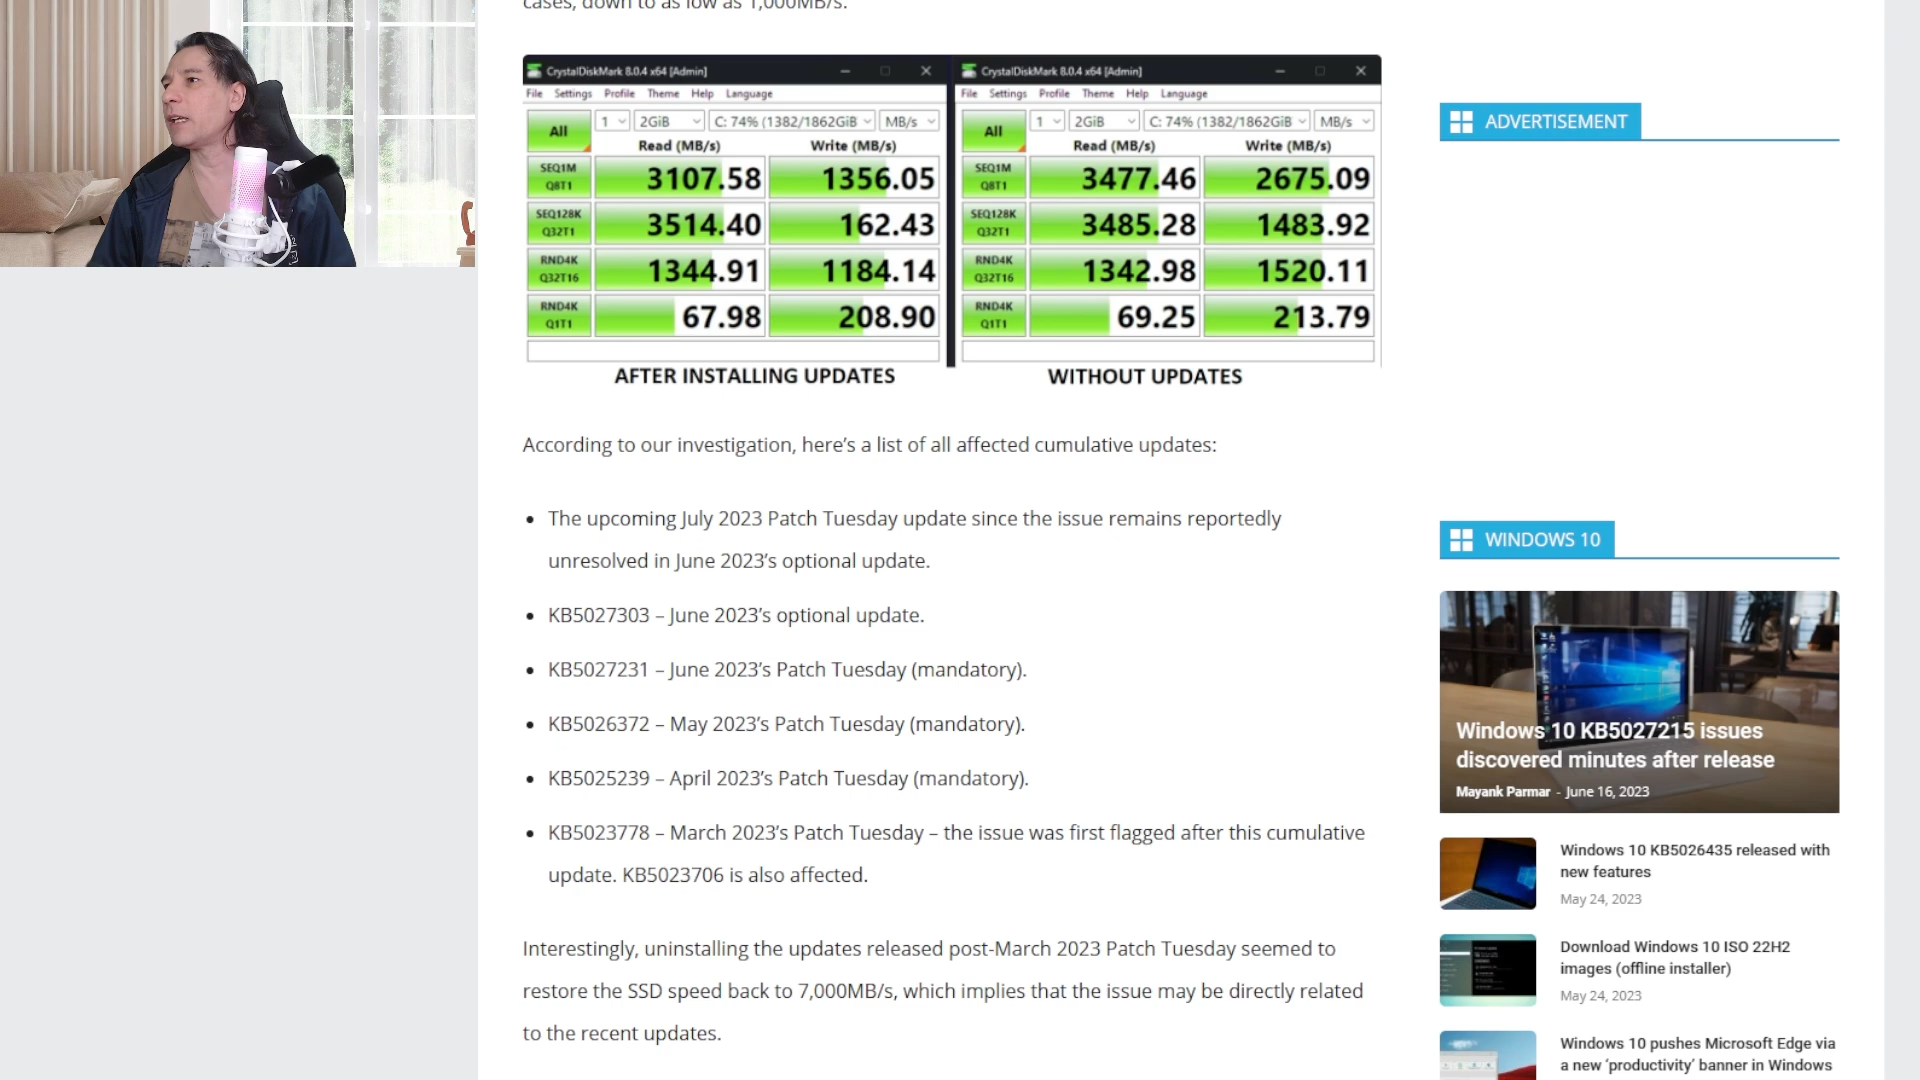 cases, down to as low as 1,000MB/s.
CrystalDiskMark 8.0.4 x64 [Admin]
File Settings Profile Theme Help Language
All 1 2GiB C: 74% (1382/1862GiB MB/s
Read (MB/s) Write (MB/s)
SEQ1M Q8T1 3107.58 1356.05
SEQ128K Q32T1 3514.40 162.43
RND4K Q32T16 1344.91 1184.14
RND4K Q1T1 67.98 208.90
AFTER INSTALLING UPDATES
CrystalDiskMark 8.0.4 x64 [Admin]
File Settings Profile Theme Help Language
All 1 2GiB C: 74% (1382/1862GiB MB/s
Read (MB/s) Write (MB/s)
SEQ1M Q8T1 3477.46 2675.09
SEQ128K Q32T1 3485.28 1483.92
RND4K Q32T16 1342.98 1520.11
RND4K Q1T1 69.25 213.79
WITHOUT UPDATES
According to our investigation, here’s a list of all affected cumulative updates:
• The upcoming July 2023 Patch Tuesday update since the issue remains reportedly
unresolved in June 2023’s optional update.
• KB5027303 – June 2023’s optional update.
• KB5027231 – June 2023’s Patch Tuesday (mandatory).
• KB5026372 – May 2023’s Patch Tuesday (mandatory).
• KB5025239 – April 2023’s Patch Tuesday (mandatory).
• KB5023778 – March 2023’s Patch Tuesday – the issue was first flagged after this cumulative
update. KB5023706 is also affected.
Interestingly, uninstalling the updates released post-March 2023 Patch Tuesday seemed to
restore the SSD speed back to 7,000MB/s, which implies that the issue may be directly related
to the recent updates.
ADVERTISEMENT
WINDOWS 10
Windows 10 KB5027215 issues
discovered minutes after release
Mayank Parmar - June 16, 2023
Windows 10 KB5026435 released with
new features
May 24, 2023
Download Windows 10 ISO 22H2
images (offline installer)
May 24, 2023
Windows 10 pushes Microsoft Edge via
a new ‘productivity’ banner in Windows